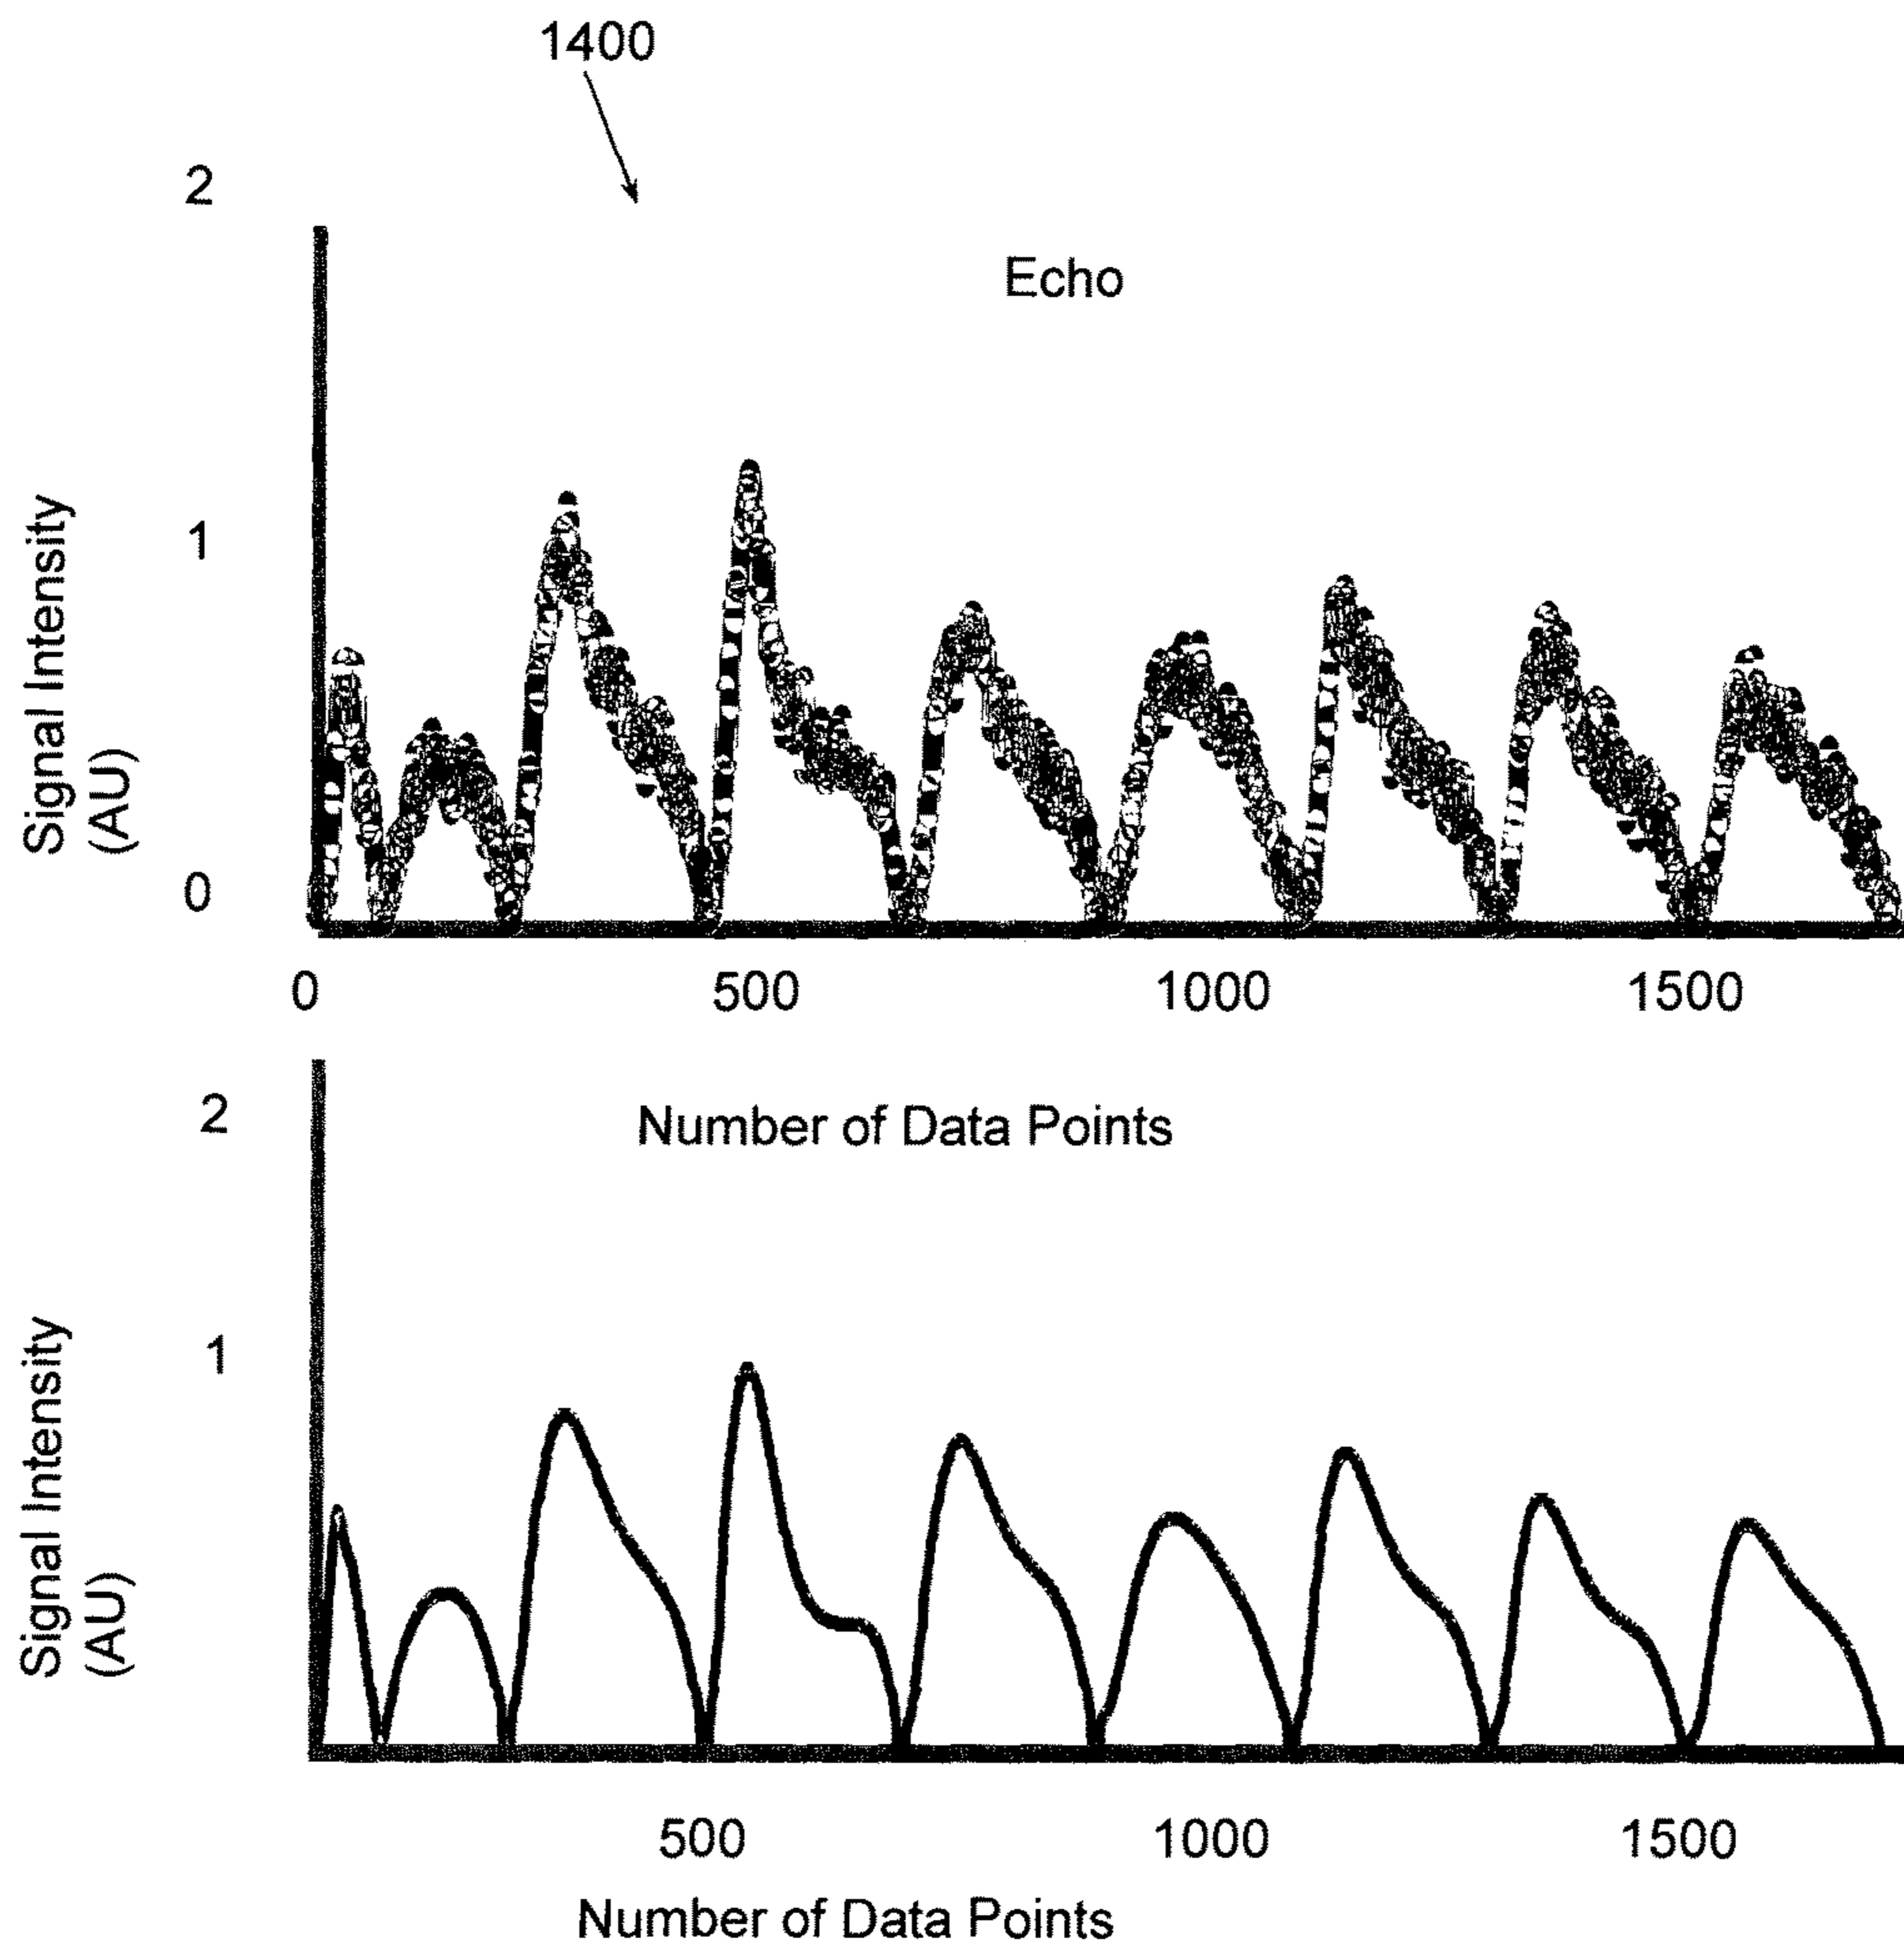 1400
2
Echo
1
Signal Intensity
(AU)
0
0 500 1000 1500
Number of Data Points
2
1
Signal Intensity
(AU)
500 1000 1500
Number of Data Points